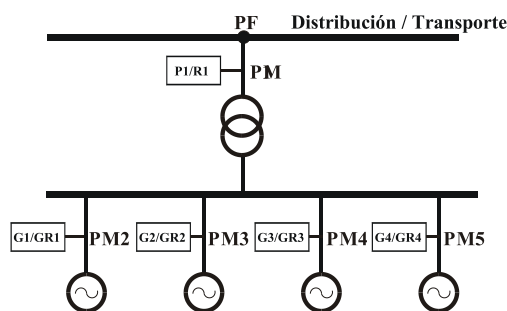 PF Distribución / Transporte
P1/R1 PM
G1/GR1 PM2 G2/GR2 PM3 G3/GR3 PM4 G4/GR4 PM5